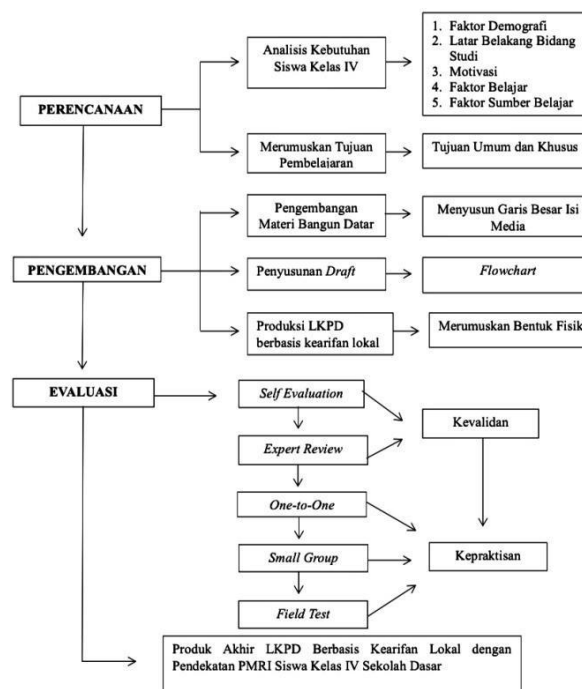 Analisis Kebutuhan
Siswa Kelas IV
1. Faktor Demografi
2. Latar Belakang Bidang
Studi
3. Motivasi
4. Faktor Belajar
5. Faktor Sumber Belajar
PERENCANAAN
Merumuskan Tujuan
Pembelajaran
Tujuan Umum dan Khusus
Pengembangan
Materi Bangun Datar
Menyusun Garis Besar Isi
Media
PENGEMBANGAN
Penyusunan Draft
Flowchart
Produksi LKPD
berbasis kearifan lokal
Merumuskan Bentuk Fisik
EVALUASI
Self Evaluation
Kevalidan
Expert Review
One-to-One
Small Group
Kepraktisan
Field Test
Produk Akhir LKPD Berbasis Kearifan Lokal dengan
Pendekatan PMRI Siswa Kelas IV Sekolah Dasar